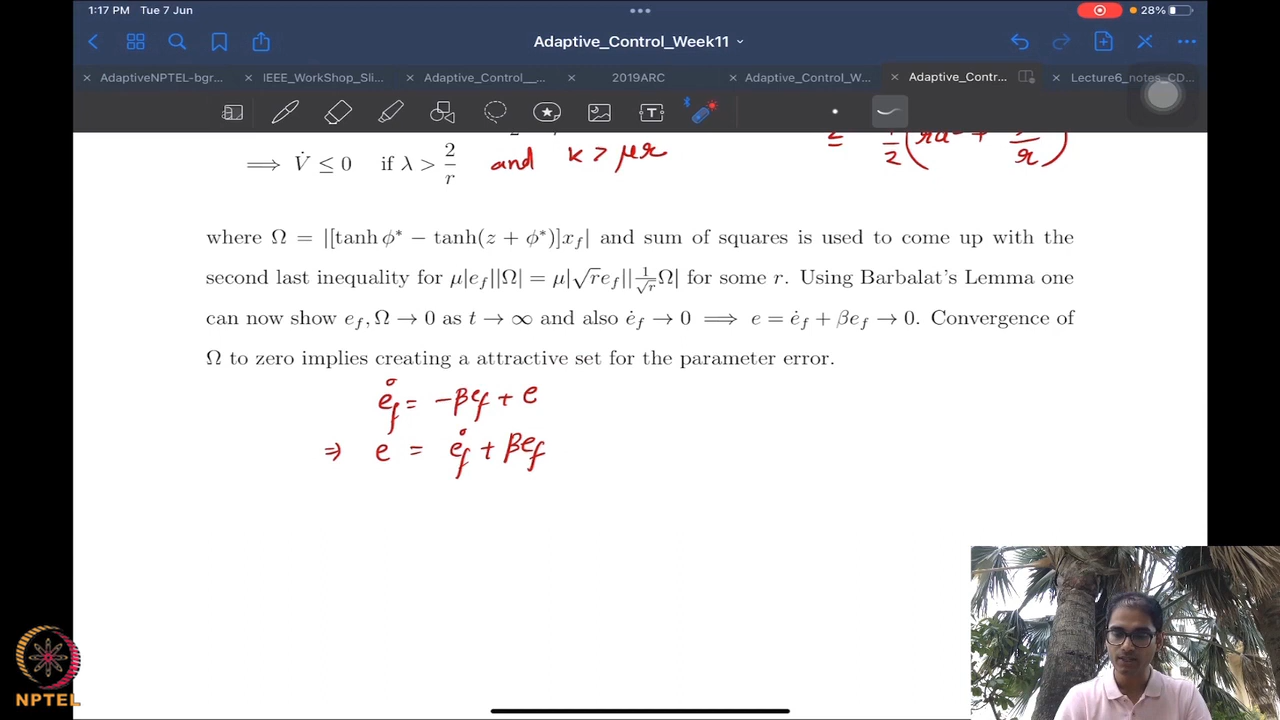 1:17 PM Tue 7 Jun
28%
Adaptive_Control_Week11
AdaptiveNPTEL-bgr...
IEEE_WorkShop_Sli...
Adaptive_Control__...
2019ARC
Adaptive_Control_W...
Adaptive_Contr...
Lecture6_notes_CD...
⟹ V̇ ≤ 0 if λ > 2/r and k > μr
where Ω = |[tanh ϕ* − tanh(z + ϕ*)]x_f| and sum of squares is used to come up with the
second last inequality for μ|e_f||Ω| = μ|√r e_f||1/√r Ω| for some r. Using Barbalat's Lemma one
can now show e_f, Ω → 0 as t → ∞ and also ė_f → 0 ⟹ e = ė_f + βe_f → 0. Convergence of
Ω to zero implies creating a attractive set for the parameter error.
ė_f = -βe_f + e
⇒ e = ė_f + βe_f
NPTEL